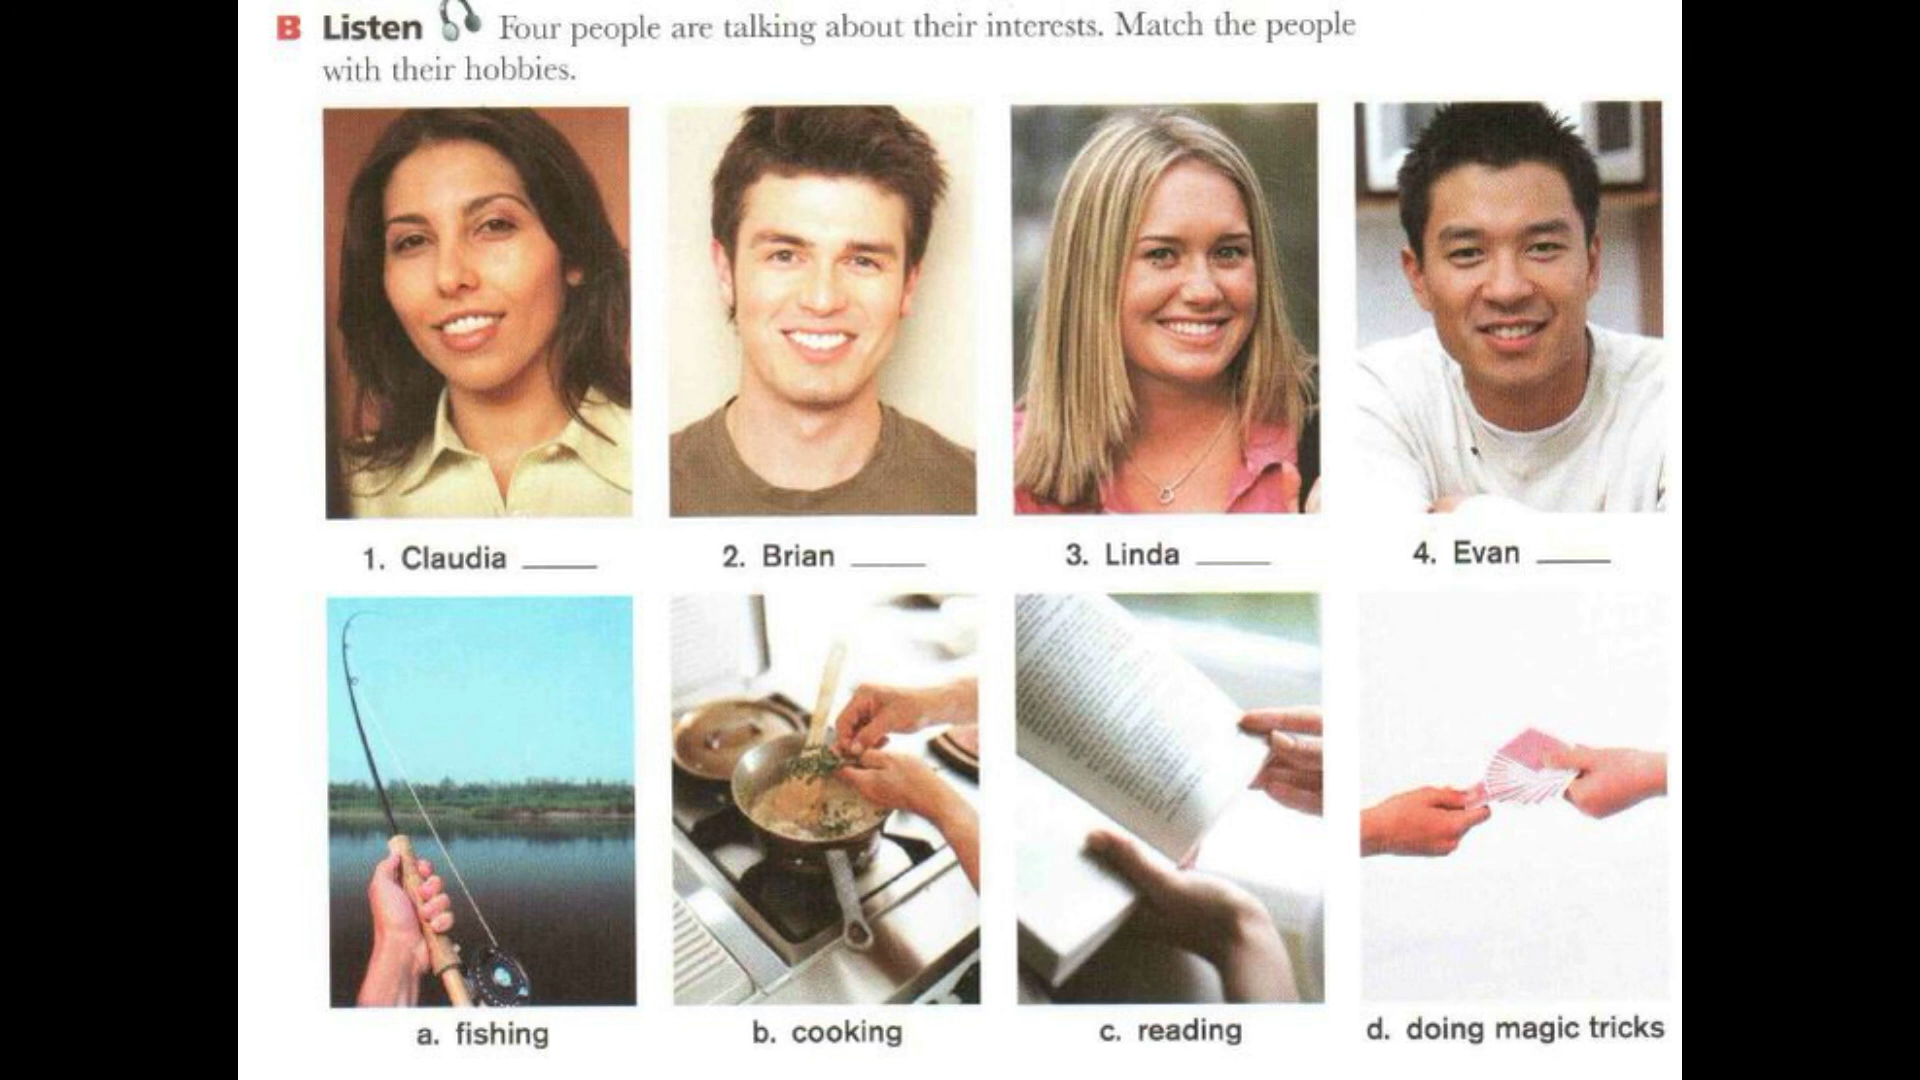 B Listen Four people are talking about their interests. Match the people
with their hobbies.
1. Claudia ____
2. Brian ____
3. Linda ____
4. Evan ____
a. fishing
b. cooking
c. reading
d. doing magic tricks